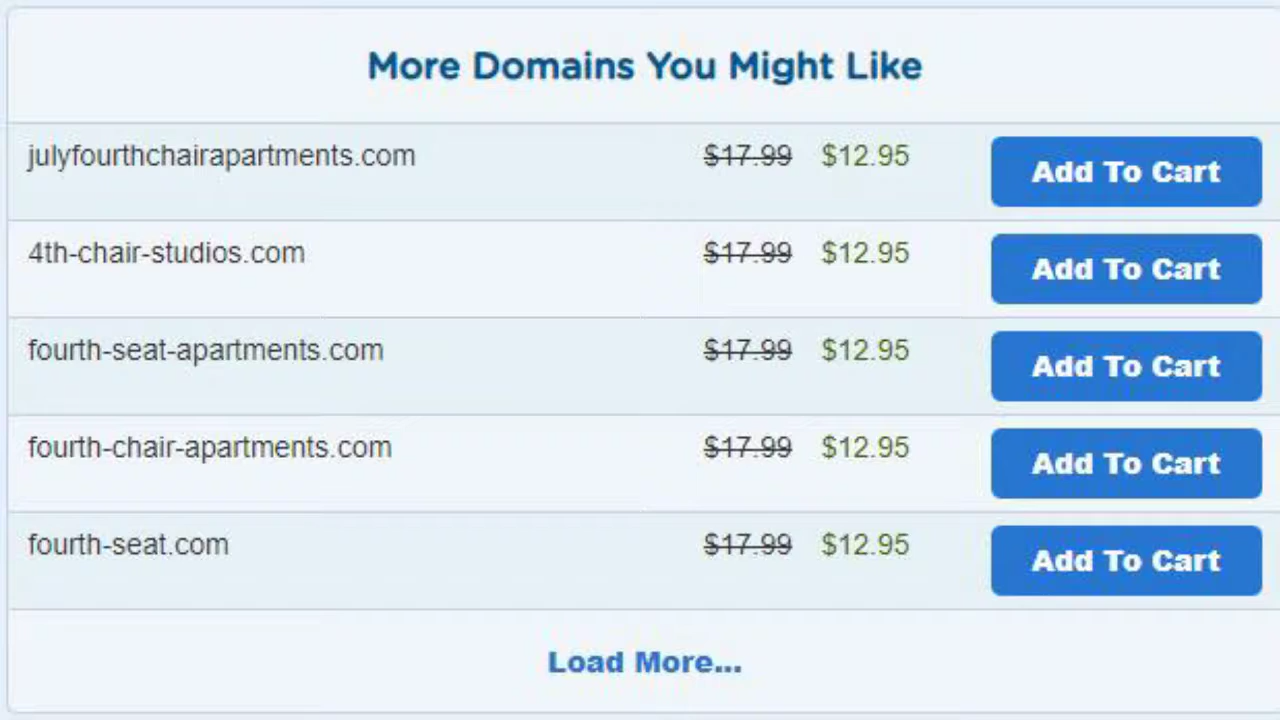 More Domains You Might Like
julyfourthchairapartments.com $17.99 $12.95 Add To Cart
4th-chair-studios.com $17.99 $12.95 Add To Cart
fourth-seat-apartments.com $17.99 $12.95 Add To Cart
fourth-chair-apartments.com $17.99 $12.95 Add To Cart
fourth-seat.com $17.99 $12.95 Add To Cart
Load More...